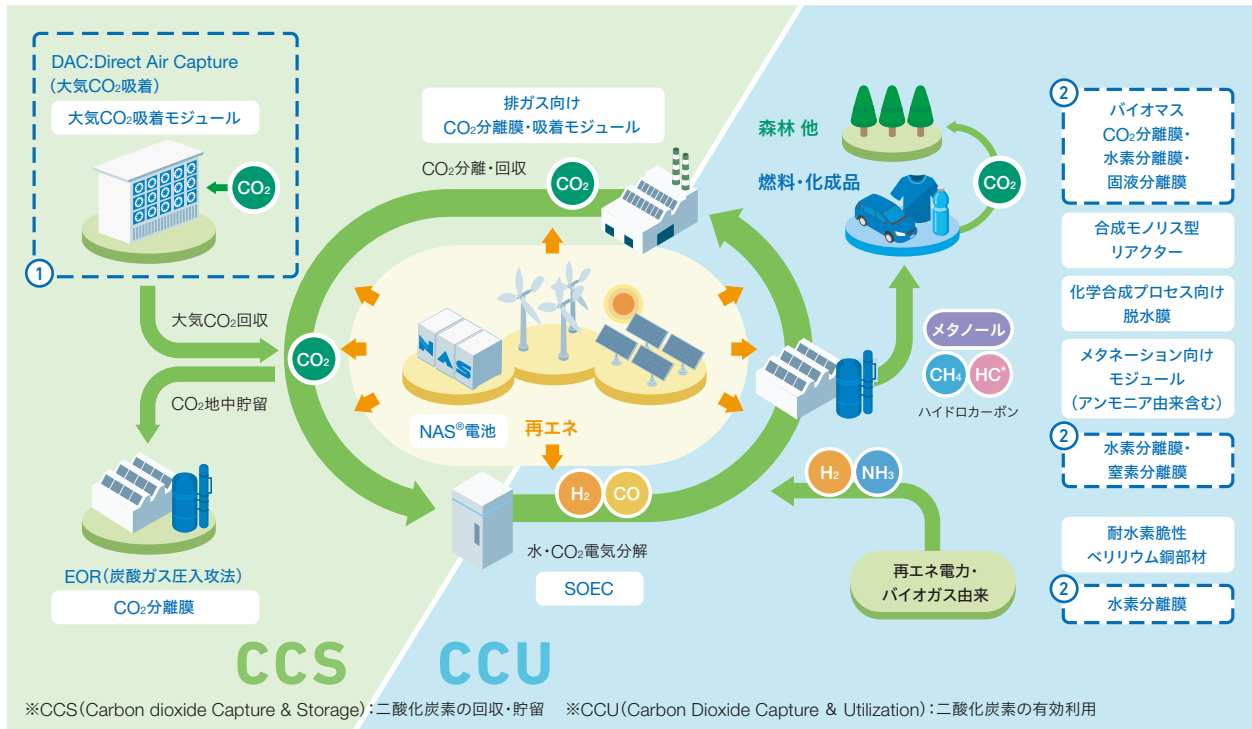 DAC:Direct Air Capture
(大気CO₂吸着)
大気CO₂吸着モジュール
CO₂
1
大気CO₂回収
CO₂地中貯留
EOR(炭酸ガス圧入攻法)
CO₂分離膜
排ガス向け
CO₂分離膜・吸着モジュール
CO₂分離・回収
CO₂
CO₂
NAS
NAS®電池
再エネ
H₂
CO
水・CO₂電気分解
SOEC
森林 他
燃料・化成品
CO₂
メタノール
CH₄
HC*
ハイドロカーボン
H₂
NH₃
再エネ電力・
バイオガス由来
2
バイオマス
CO₂分離膜・
水素分離膜・
固液分離膜
合成モノリス型
リアクター
化学合成プロセス向け
脱水膜
メタネーション向け
モジュール
(アンモニア由来含む)
2
水素分離膜・
窒素分離膜
耐水素脆性
ベリリウム銅部材
2
水素分離膜
CCS
CCU
※CCS(Carbon dioxide Capture & Storage):二酸化炭素の回収・貯留 ※CCU(Carbon Dioxide Capture & Utilization):二酸化炭素の有効利用